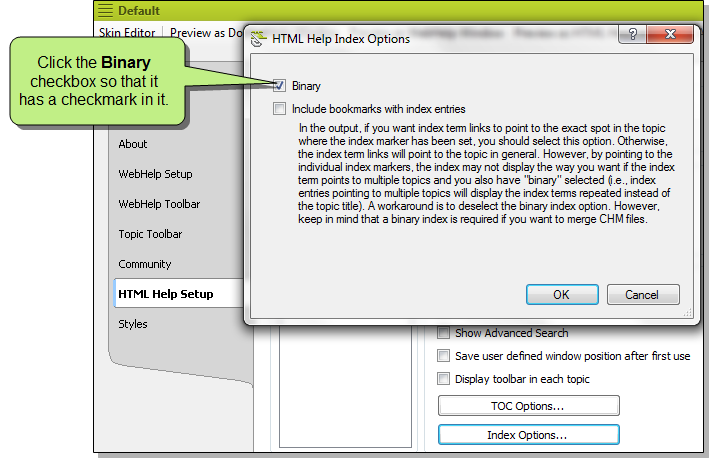 Default
Skin Editor
Preview as
HTML Help Index Options
Click the Binary
checkbox so that it
has a checkmark in it.
Binary
Include bookmarks with index entries
In the output, if you want index term links to point to the exact spot in the topic
where the index marker has been set, you should select this option. Otherwise,
the index term links will point to the topic in general. However, by pointing to the
individual index markers, the index may not display the way you want if the index
term points to multiple topics and you also have "binary" selected (i.e., index
entries pointing to multiple topics will display the index terms repeated instead of
the topic title). A workaround is to deselect the binary index option. However,
keep in mind that a binary index is required if you want to merge CHM files.
OK
Cancel
About
WebHelp Setup
WebHelp Toolbar
Topic Toolbar
Community
HTML Help Setup
Styles
Show Advanced Search
Save user defined window position after first use
Display toolbar in each topic
TOC Options...
Index Options...